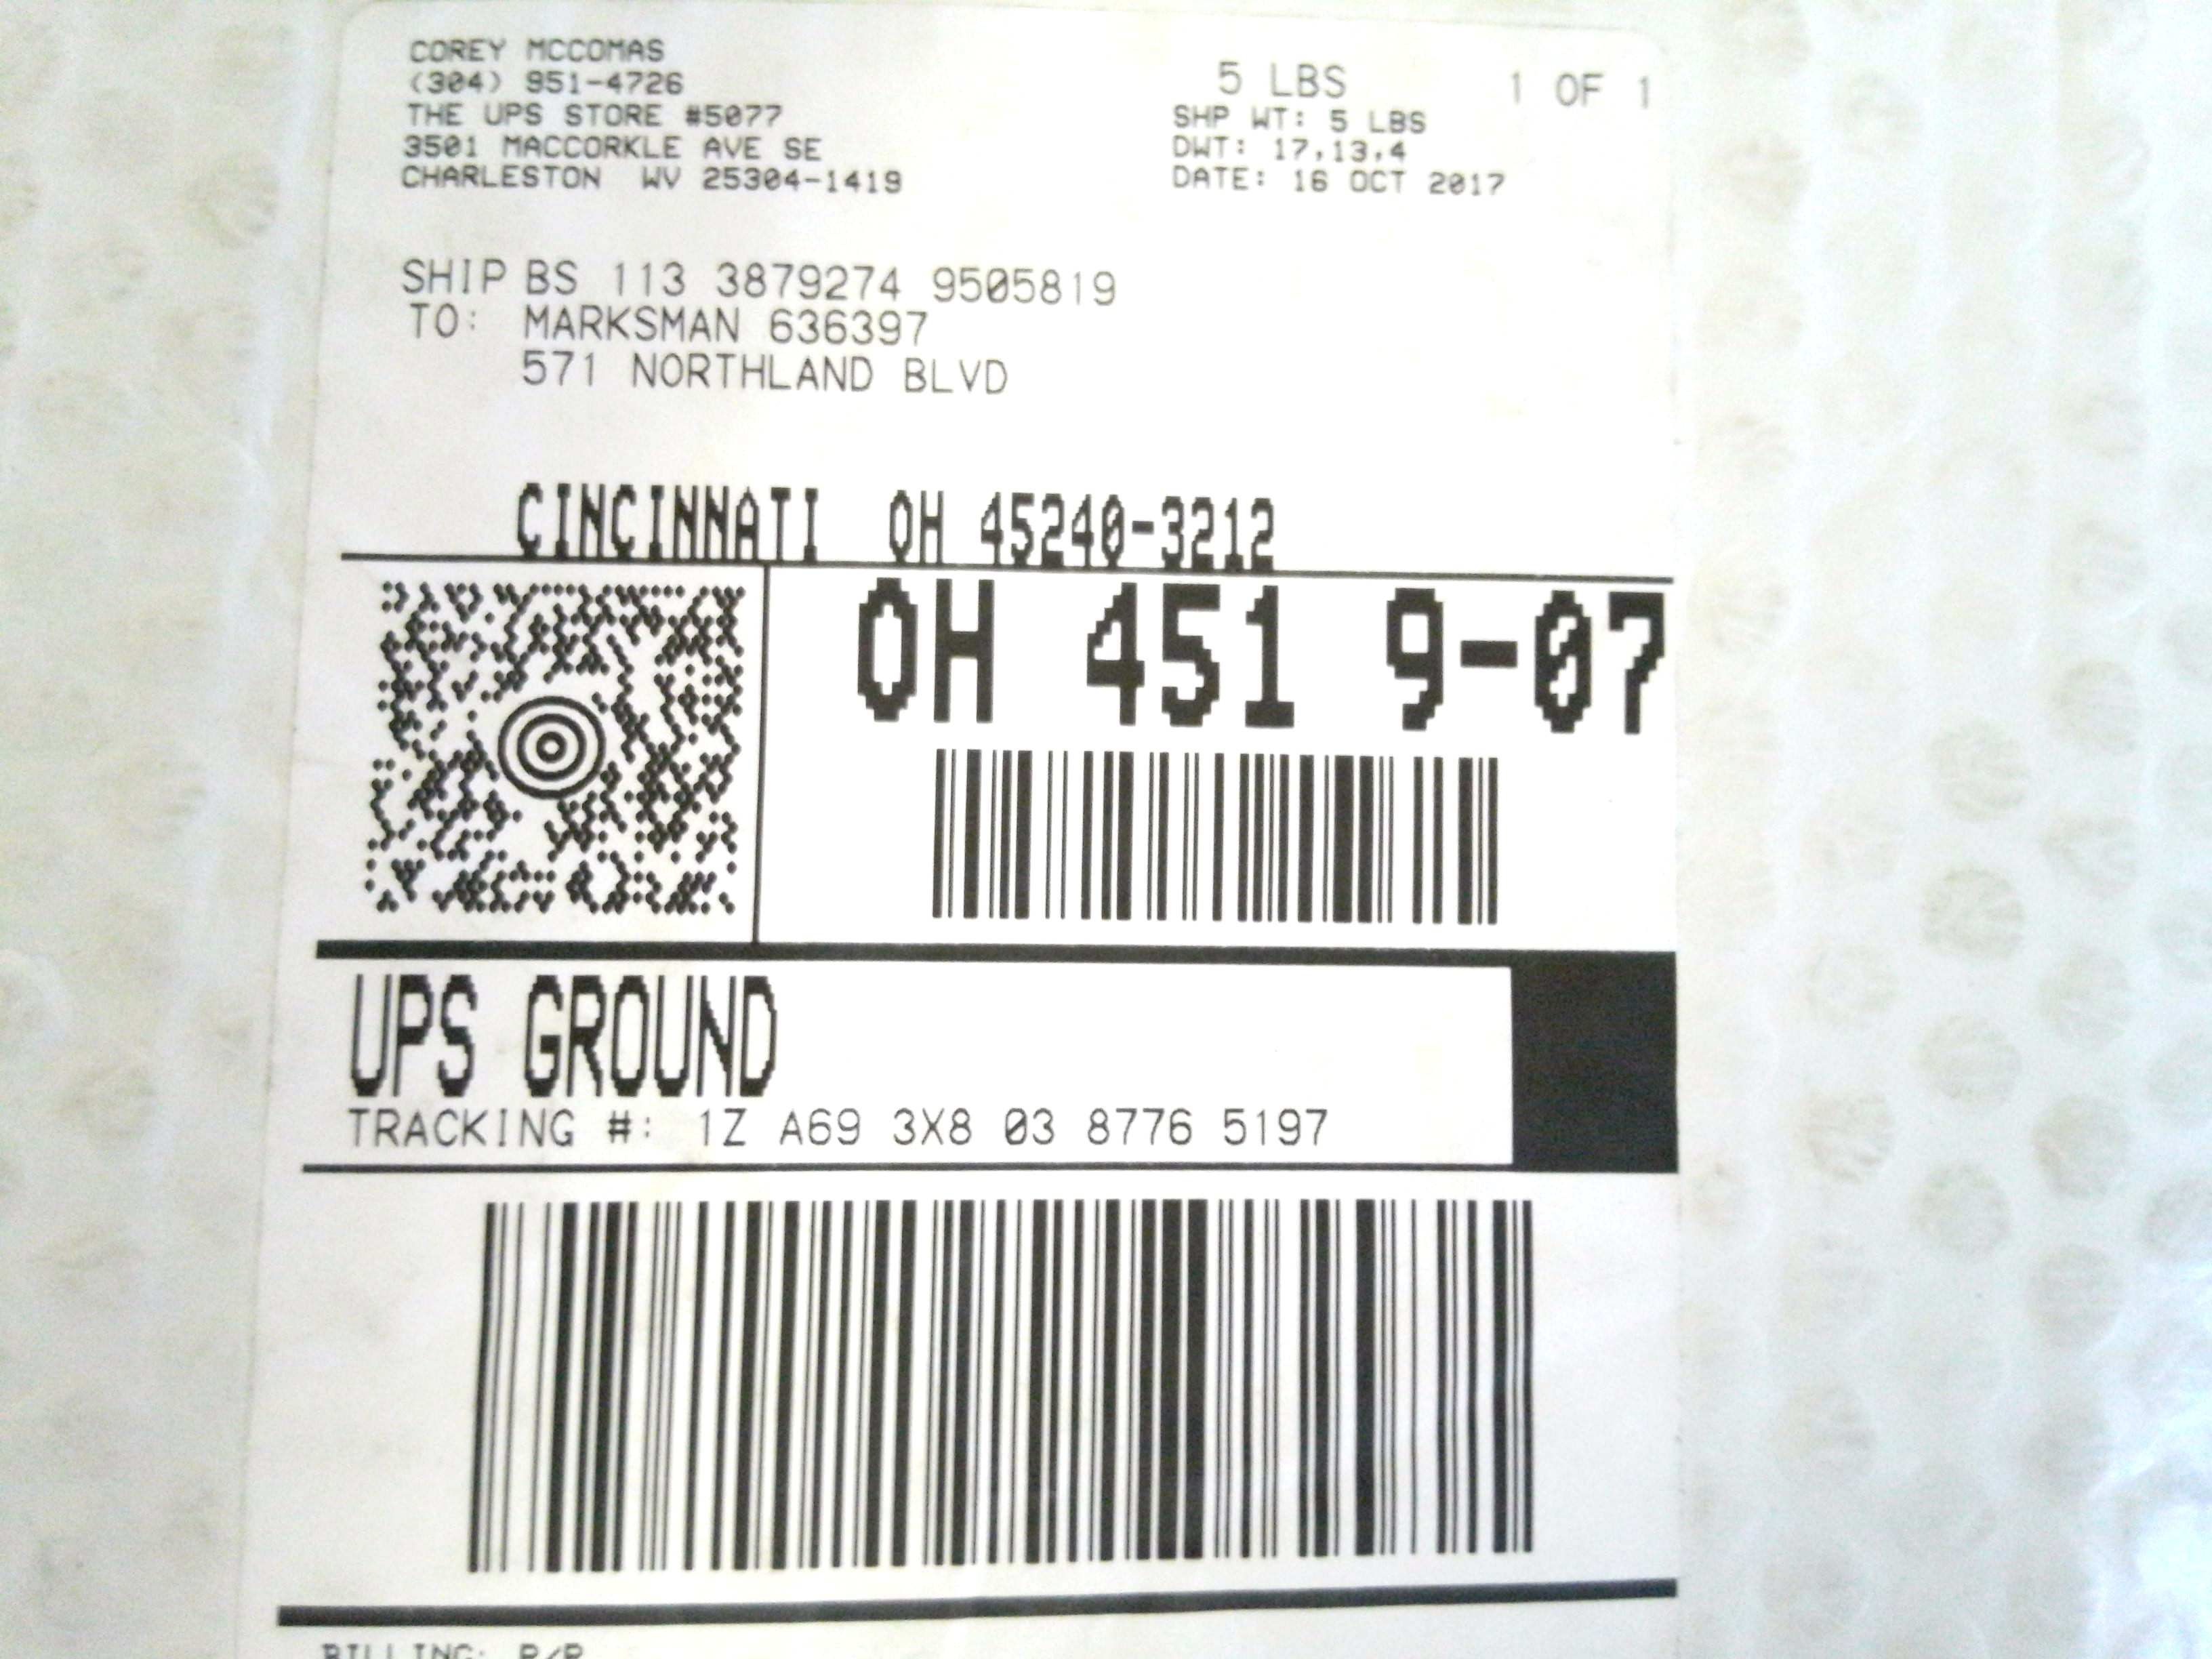 COREY MCCOMAS
(304) 951-4726
THE UPS STORE #5077
3501 MACCORKLE AVE SE
CHARLESTON WV 25304-1419
5 LBS 1 OF 1
SHP WT: 5 LBS
DWT: 17,13,4
DATE: 16 OCT 2017
SHIP BS 113 3879274 9505819
TO: MARKSMAN 636397
571 NORTHLAND BLVD
CINCINNATI OH 45240-3212
OH 451 9-07
UPS GROUND
TRACKING #: 1Z A69 3X8 03 8776 5197
BILLING: P/P